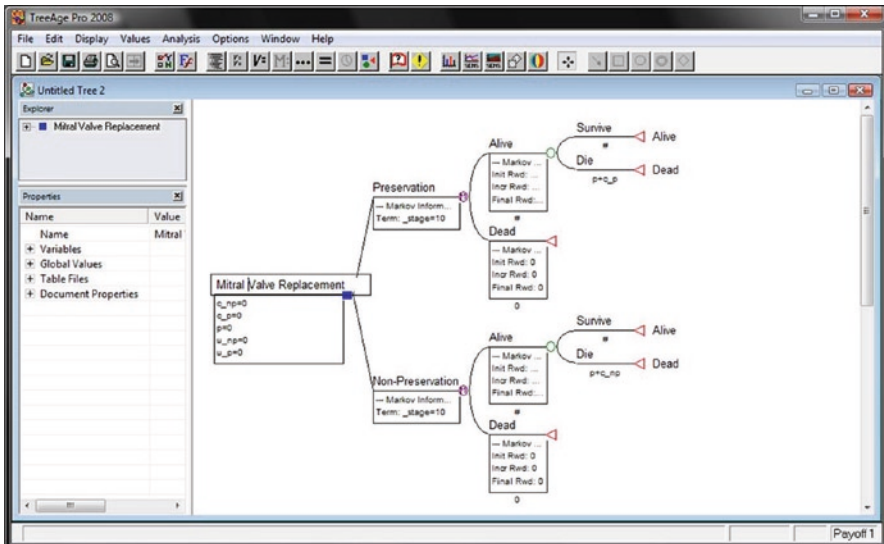 TreeAge Pro 2008
File Edit Display Values Analysis Options Window Help
Untitled Tree 2
Explorer
Mitral Valve Replacement
Properties
Name Value
Name Mitral
Variables
Global Values
Table Files
Document Properties
Mitral Valve Replacement
c_np=0
c_p=0
p=0
u_np=0
u_p=0
Preservation
--- Markov Inform...
Term: _stage=10
Alive
--- Markov ...
Init Rwd: ...
Incr Rwd: ...
Final Rwd:...
#
Survive
#
Alive
Die
p+c_p
Dead
Dead
--- Markov ...
Init Rwd: 0
Incr Rwd: 0
Final Rwd: 0
0
Non-Preservation
--- Markov Inform...
Term: _stage=10
Alive
--- Markov ...
Init Rwd: ...
Incr Rwd: ...
Final Rwd:...
#
Survive
#
Alive
Die
p+c_np
Dead
Dead
--- Markov ...
Init Rwd: 0
Incr Rwd: 0
Final Rwd: 0
0
Payoff 1